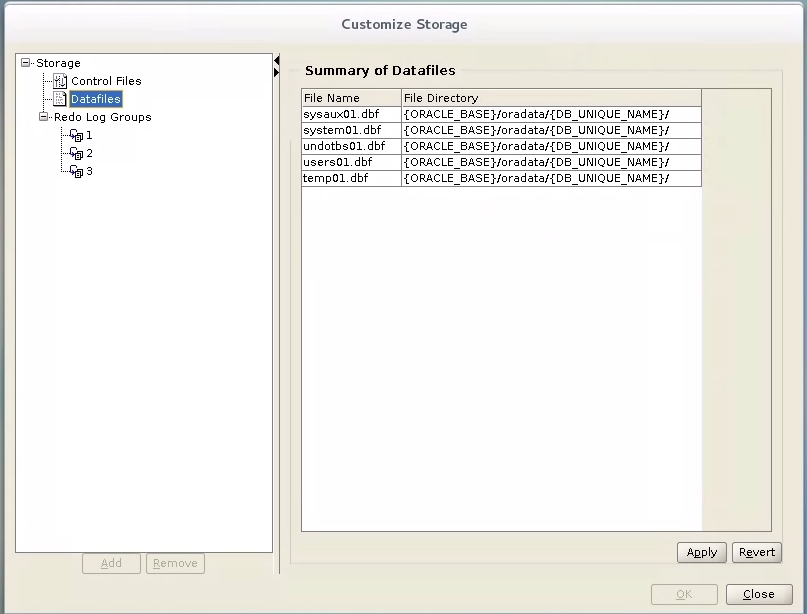 Customize Storage
Storage
Control Files
Datafiles
Redo Log Groups
1
2
3
Add Remove
Summary of Datafiles
File Name File Directory
sysaux01.dbf {ORACLE_BASE}/oradata/{DB_UNIQUE_NAME}/
system01.dbf {ORACLE_BASE}/oradata/{DB_UNIQUE_NAME}/
undotbs01.dbf {ORACLE_BASE}/oradata/{DB_UNIQUE_NAME}/
users01.dbf {ORACLE_BASE}/oradata/{DB_UNIQUE_NAME}/
temp01.dbf {ORACLE_BASE}/oradata/{DB_UNIQUE_NAME}/
Apply Revert
OK Close